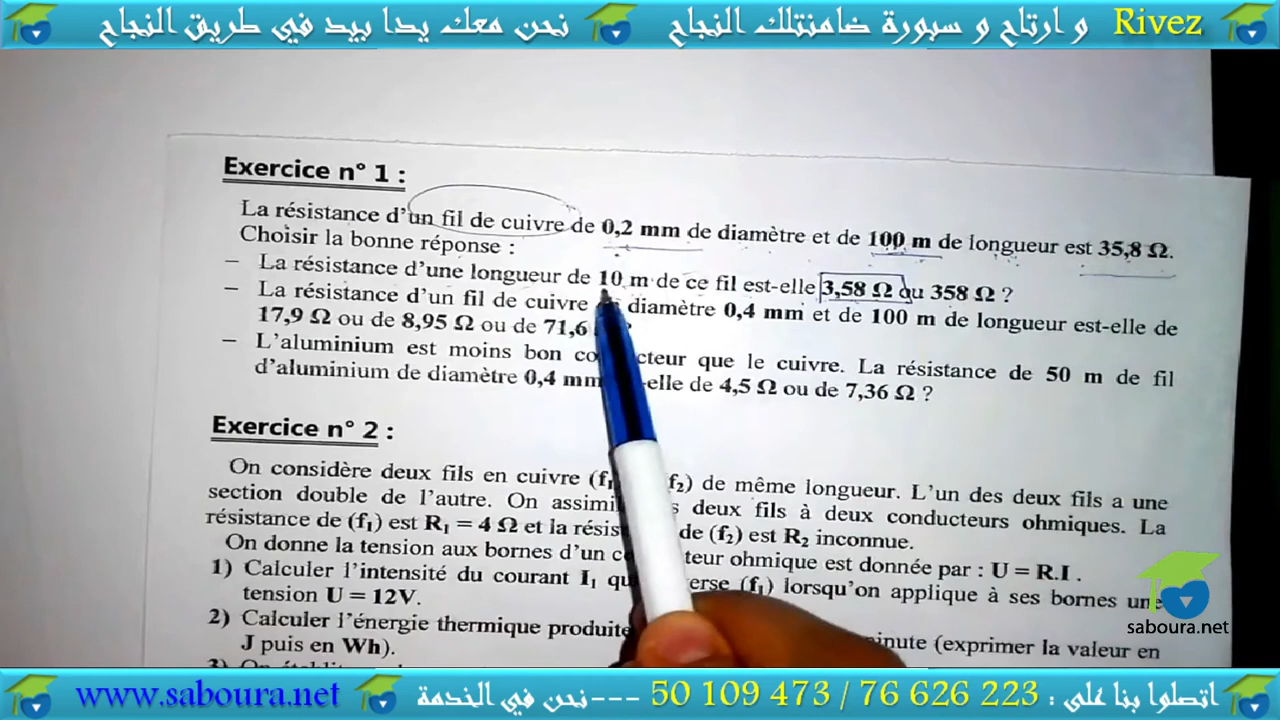 نحن معك يدا بيد في طريق النجاح و ارتاح و سبورة ضامنتلك النجاح Rivez
Exercice n° 1 :
La résistance d'un fil de cuivre de 0,2 mm de diamètre et de 100 m de longueur est 35,8 Ω.
Choisir la bonne réponse :
– La résistance d'une longueur de 10 m de ce fil est-elle 3,58 Ω ou 358 Ω ?
– La résistance d'un fil de cuivre diamètre 0,4 mm et de 100 m de longueur est-elle de
17,9 Ω ou de 8,95 Ω ou de 71,6 ?
– L'aluminium est moins bon co cteur que le cuivre. La résistance de 50 m de fil
d'aluminium de diamètre 0,4 mm -elle de 4,5 Ω ou de 7,36 Ω ?
Exercice n° 2 :
On considère deux fils en cuivre (f₁ f₂) de même longueur. L'un des deux fils a une
section double de l'autre. On assimi s deux fils à deux conducteurs ohmiques. La
résistance de (f₁) est R₁ = 4 Ω et la résis de (f₂) est R₂ inconnue.
On donne la tension aux bornes d'un c teur ohmique est donnée par : U = R.I .
1) Calculer l'intensité du courant I₁ qu verse (f₁) lorsqu'on applique à ses bornes une
tension U = 12V.
2) Calculer l'énergie thermique produite inute (exprimer la valeur en
J puis en Wh).
saboura.net
www.saboura.net نحن في الخدمة--- 50 109 473 / 76 626 223 : اتصلوا بنا على